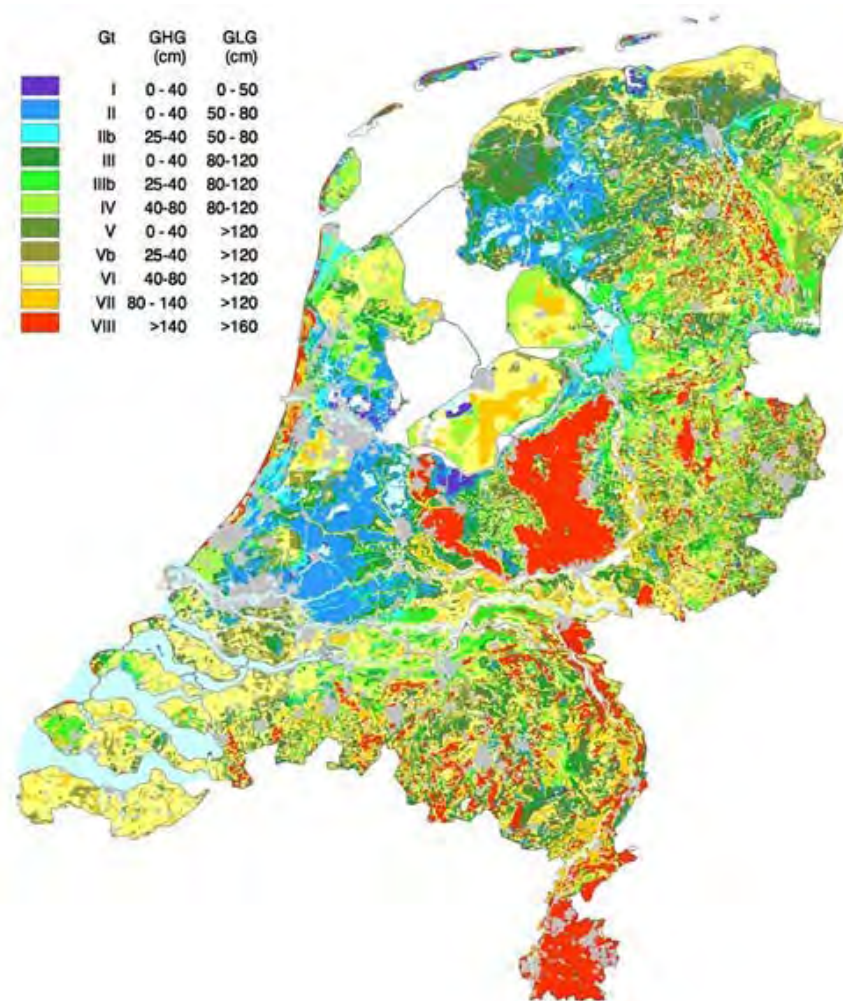 Gt GHG GLG
(cm) (cm)
I 0 - 40 0 - 50
II 0 - 40 50 - 80
IIb 25-40 50 - 80
III 0 - 40 80-120
IIIb 25-40 80-120
IV 40-80 80-120
V 0 - 40 >120
Vb 25-40 >120
VI 40-80 >120
VII 80 - 140 >120
VIII >140 >160